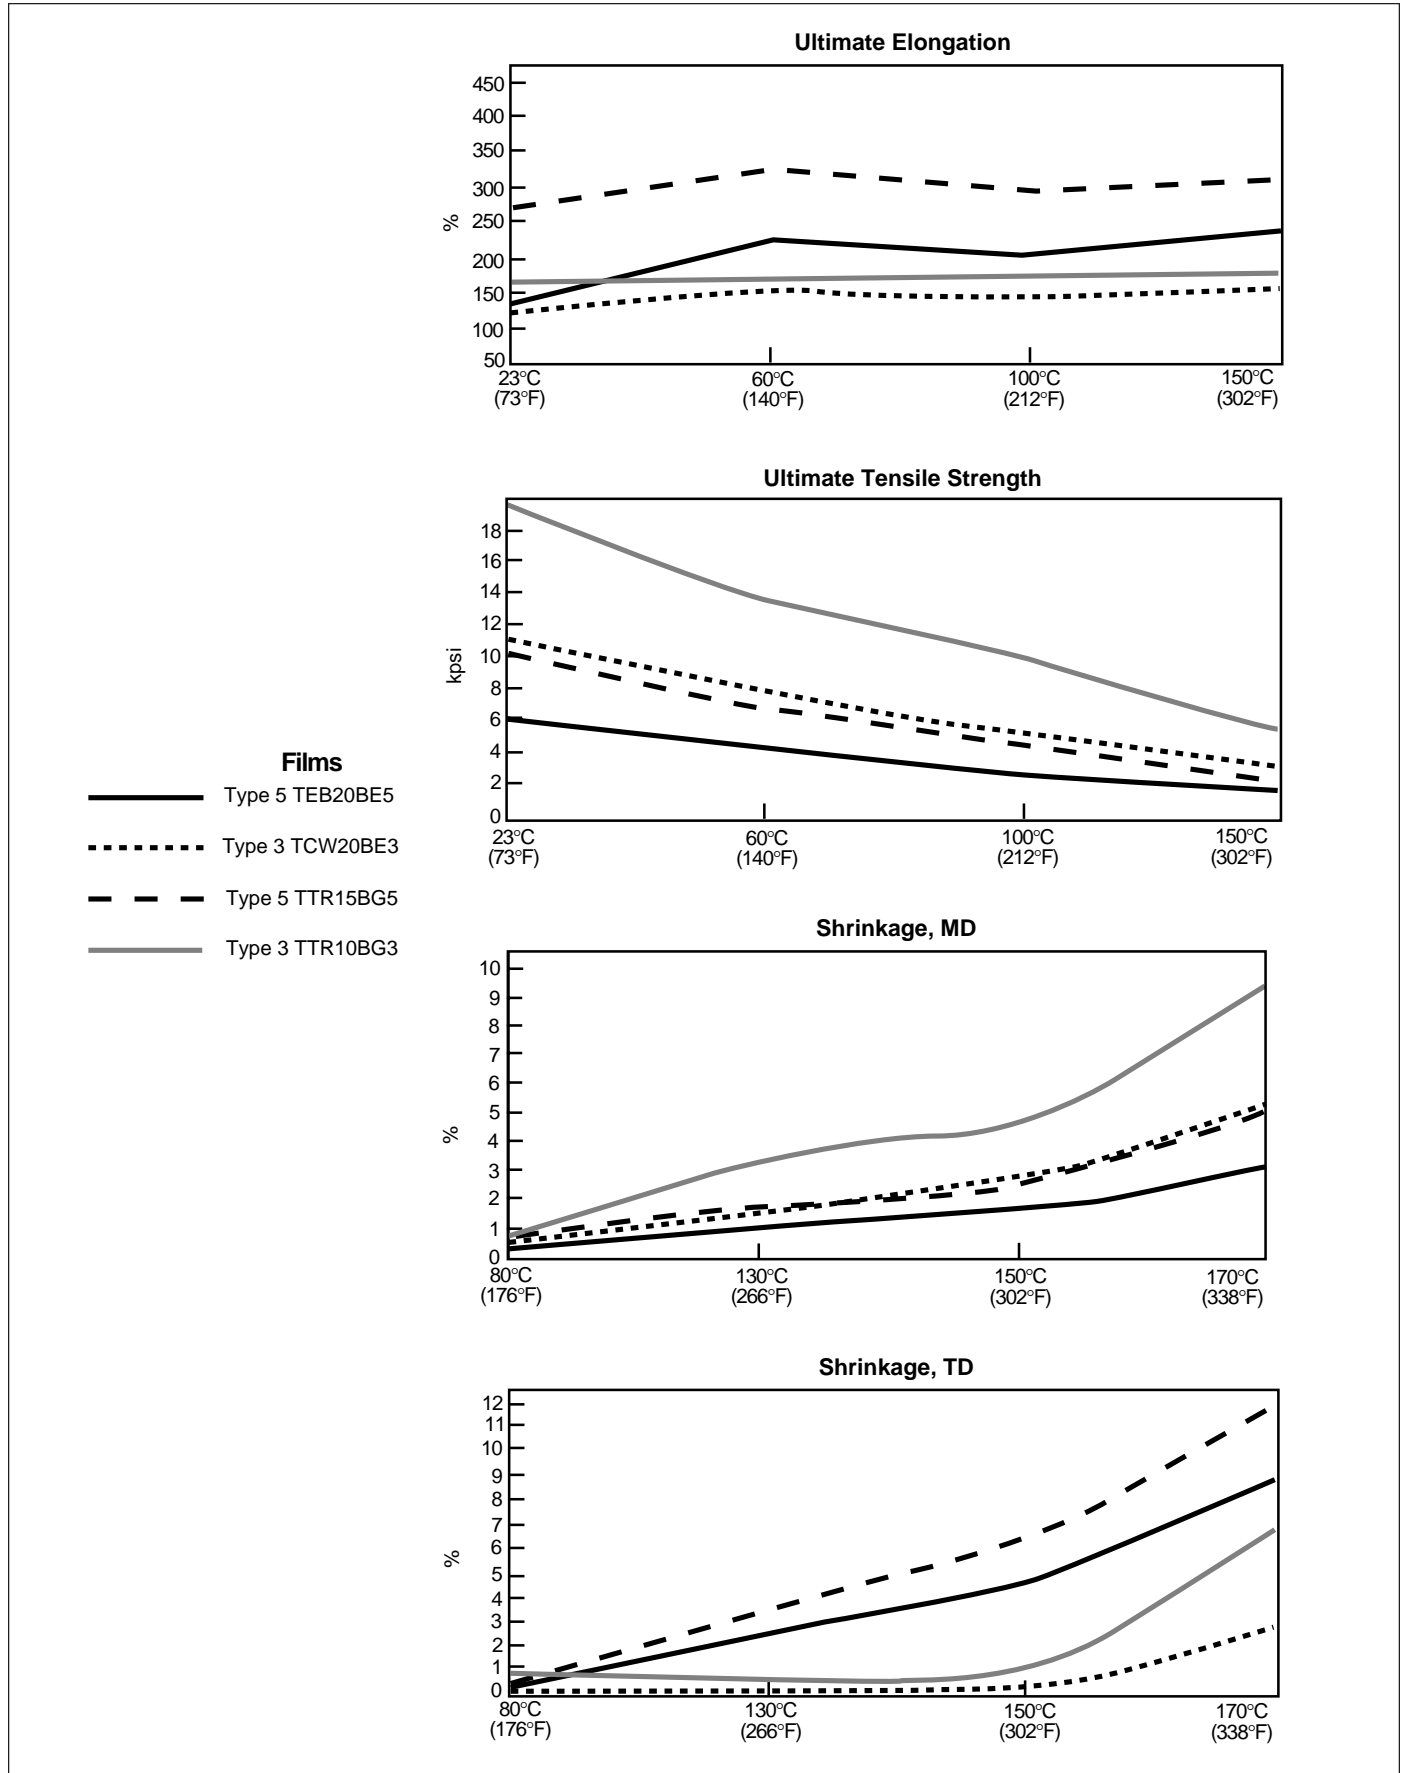 Ultimate Elongation
450
400
350
300
250
200
150
100
50
%
23°C 60°C 100°C 150°C
(73°F) (140°F) (212°F) (302°F)
Ultimate Tensile Strength
18
16
14
12
10
8
6
4
2
0
kpsi
23°C 60°C 100°C 150°C
(73°F) (140°F) (212°F) (302°F)
Films
Type 5 TEB20BE5
Type 3 TCW20BE3
Type 5 TTR15BG5
Type 3 TTR10BG3
Shrinkage, MD
10
9
8
7
6
5
4
3
2
1
0
%
80°C 130°C 150°C 170°C
(176°F) (266°F) (302°F) (338°F)
Shrinkage, TD
12
11
10
9
8
7
6
5
4
3
2
1
0
%
80°C 130°C 150°C 170°C
(176°F) (266°F) (302°F) (338°F)